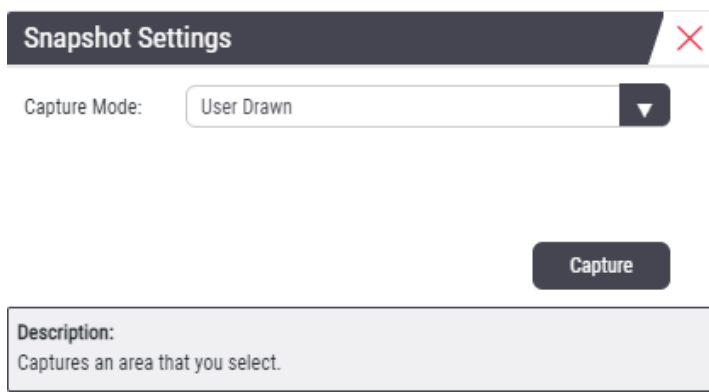 Snapshot Settings
Capture Mode: User Drawn
Capture
Description:
Captures an area that you select.